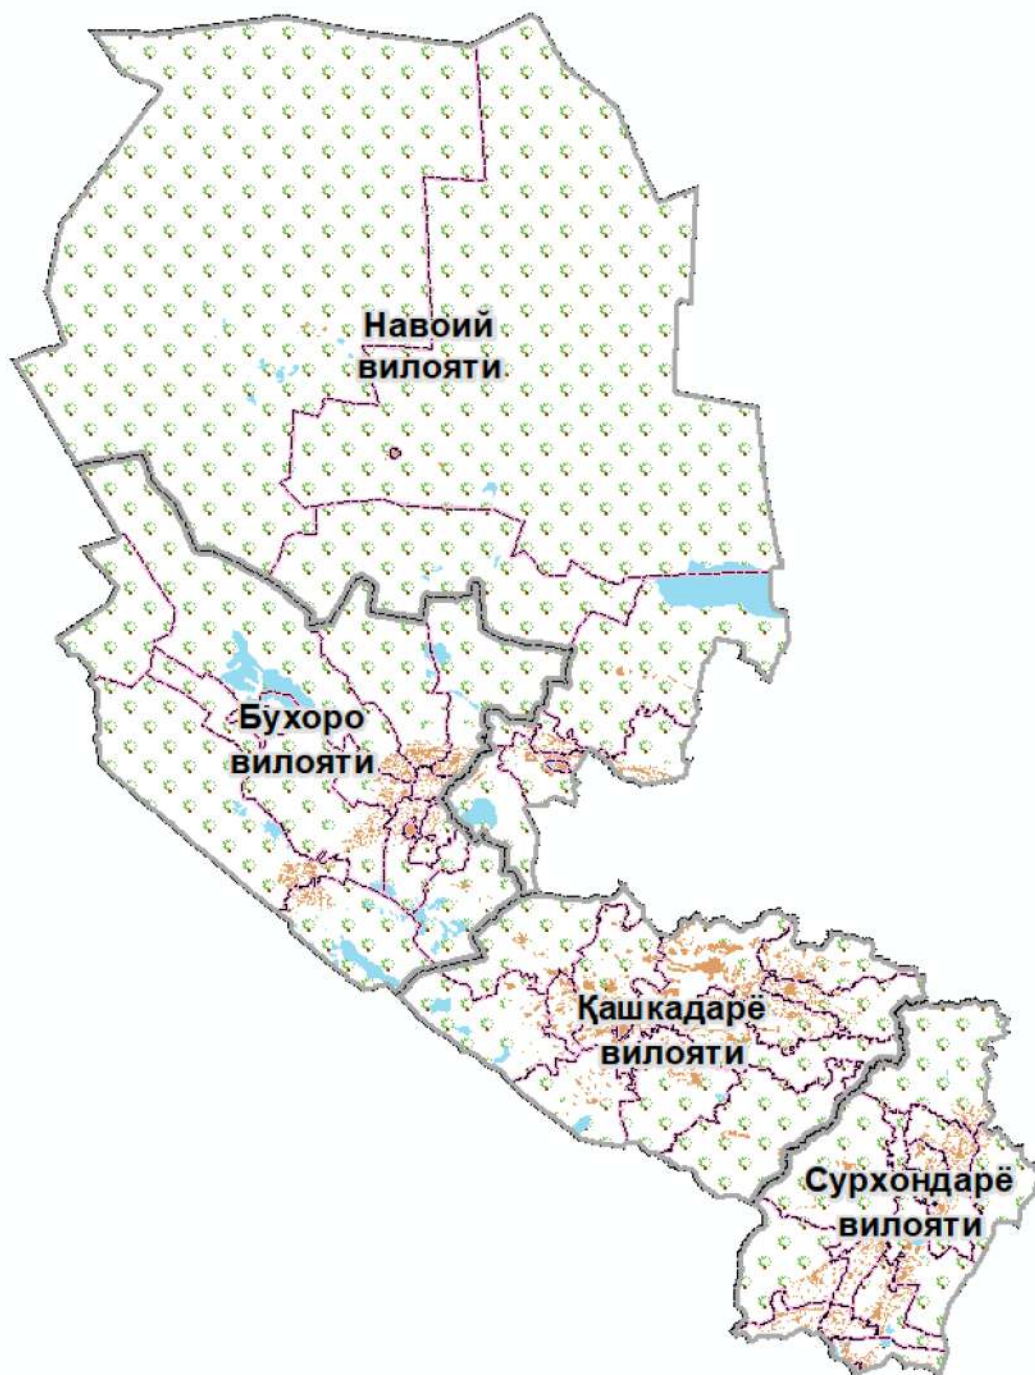 Навоий
вилояти
Бухоро
вилояти
Қашкадарё
вилояти
Сурхондарё
вилояти